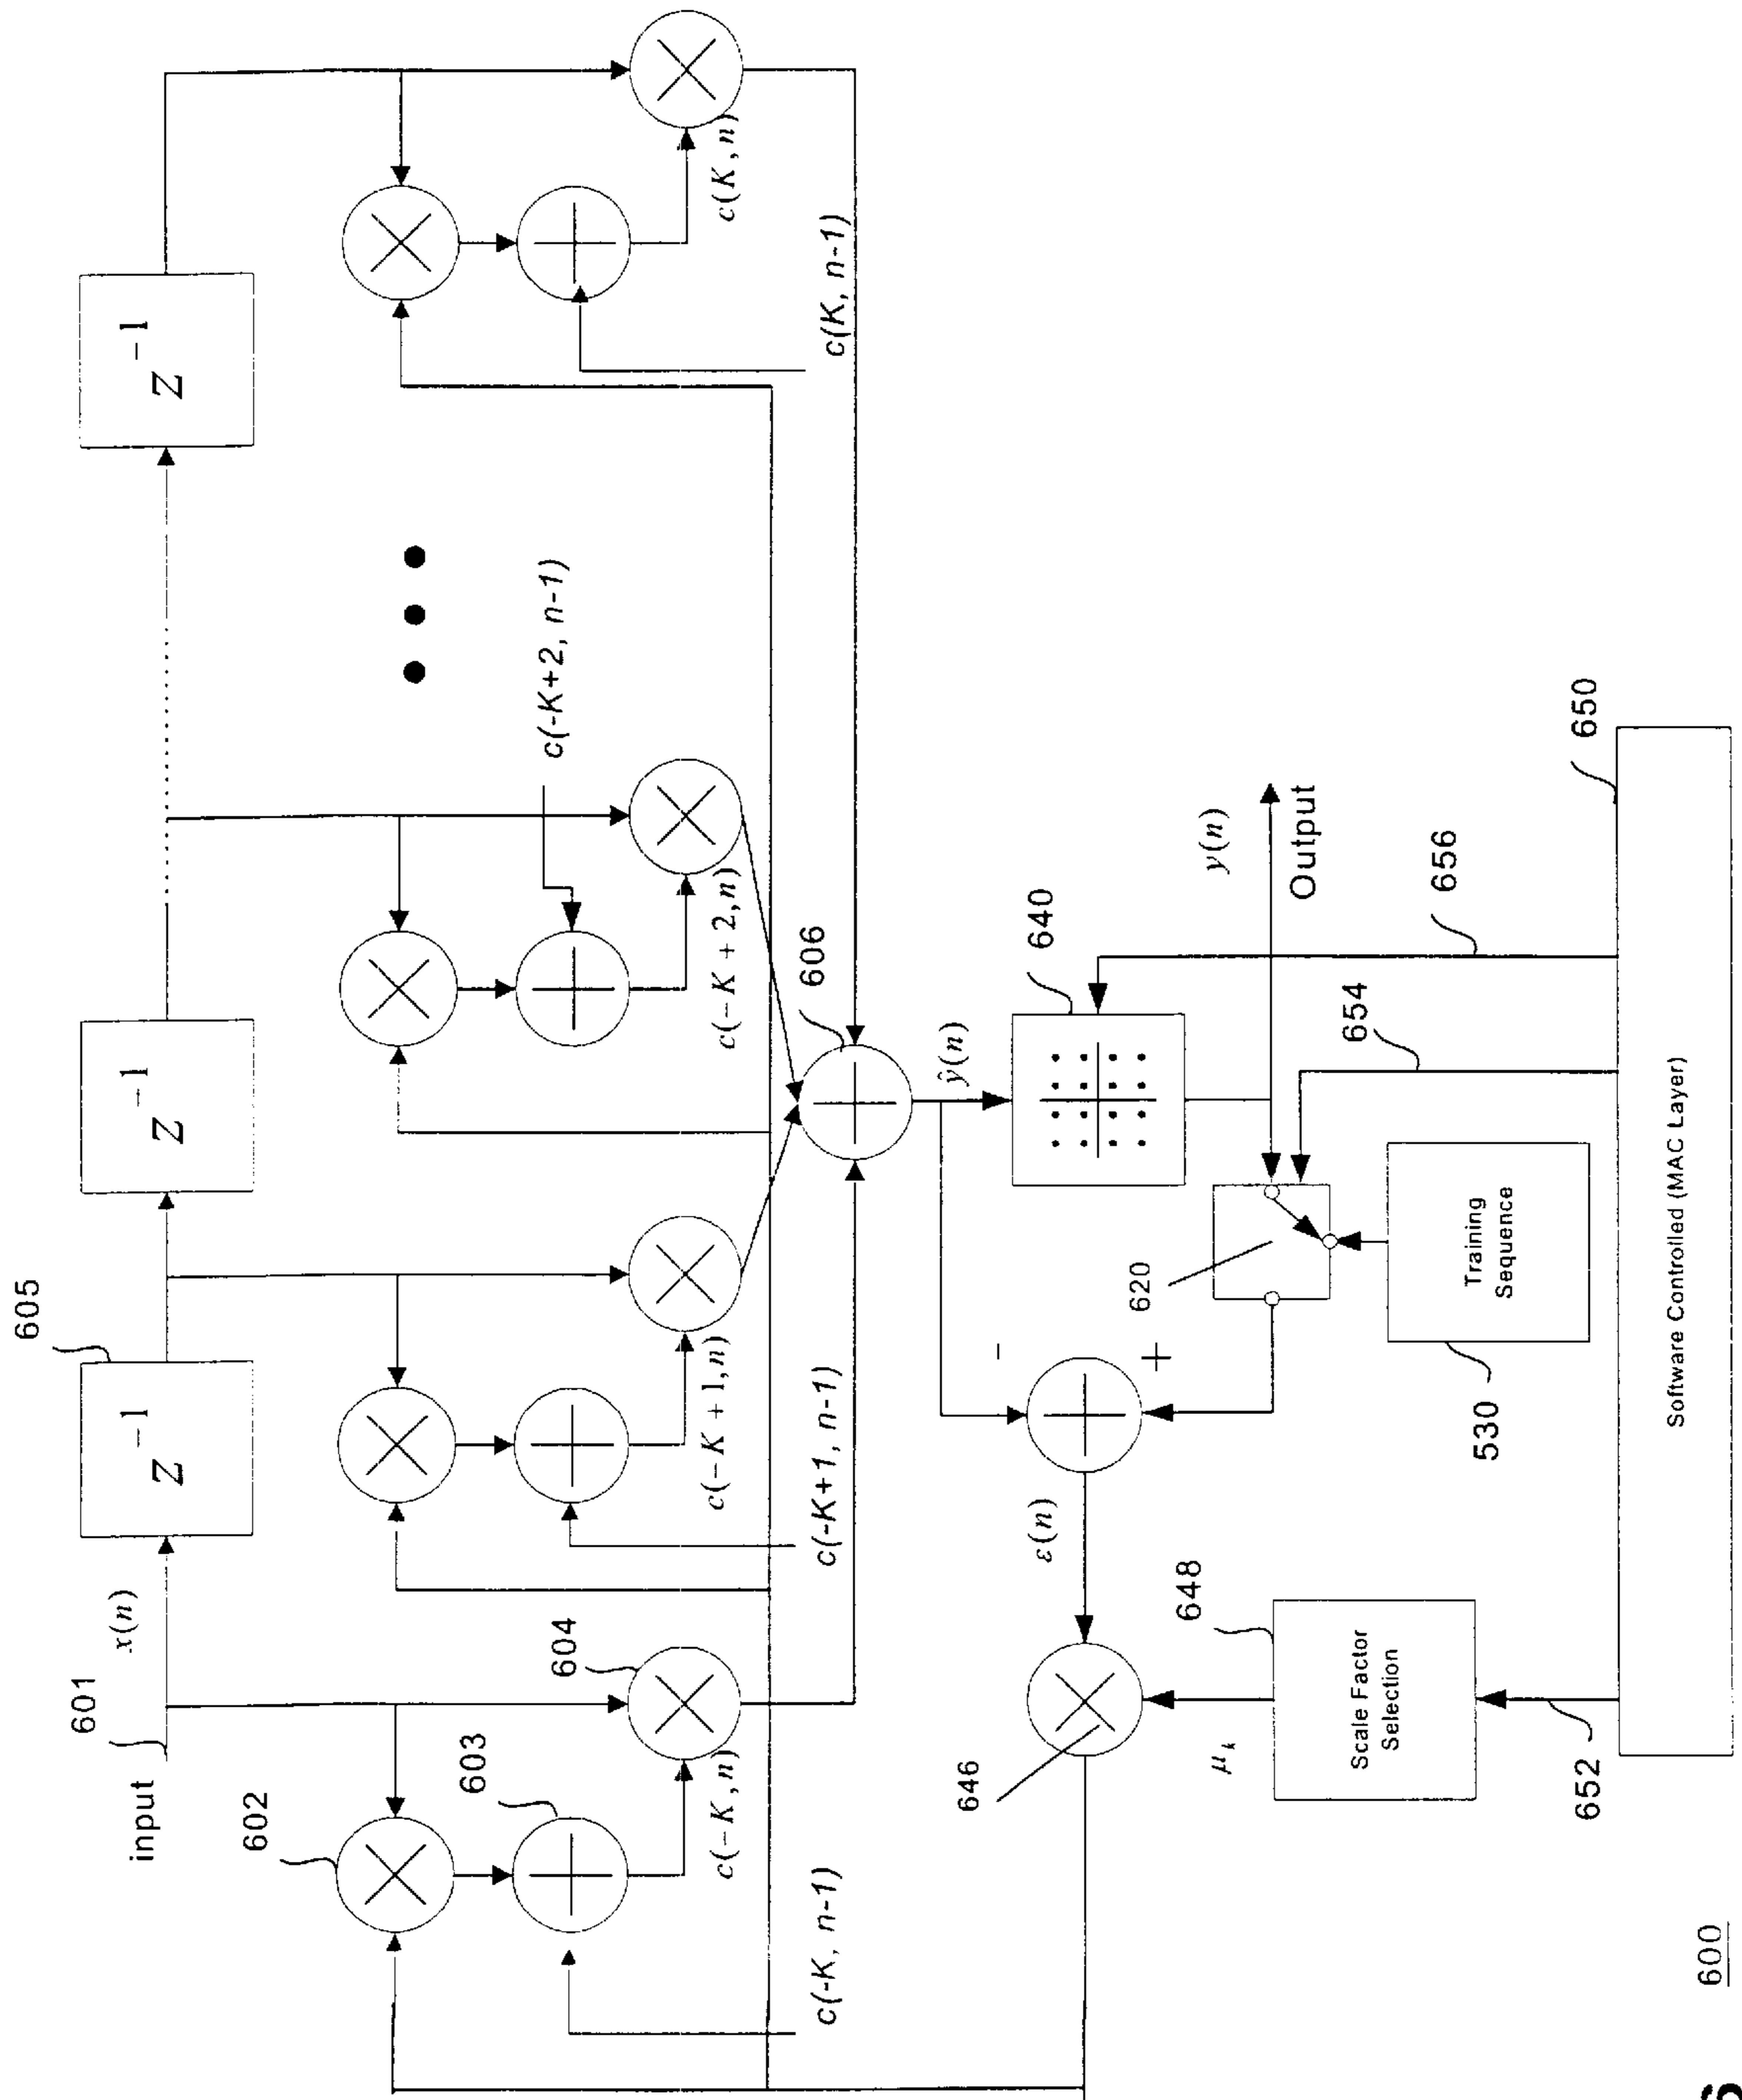 605
Z⁻¹
Z⁻¹
Z⁻¹
601
x(n)
input
602
603
604
c(-K+2, n-1)
c(−K,n)
c(−K+1,n)
c(−K+2,n)
c(K,n)
c(-K, n-1)
c(-K+1, n-1)
c(K, n-1)
606
ŷ(n)
640
y(n)
Output
-
+
ε(n)
620
654
656
646
μk
648
Scale Factor
Selection
530
Training
Sequence
652
650
Software Controlled (MAC Layer)
600